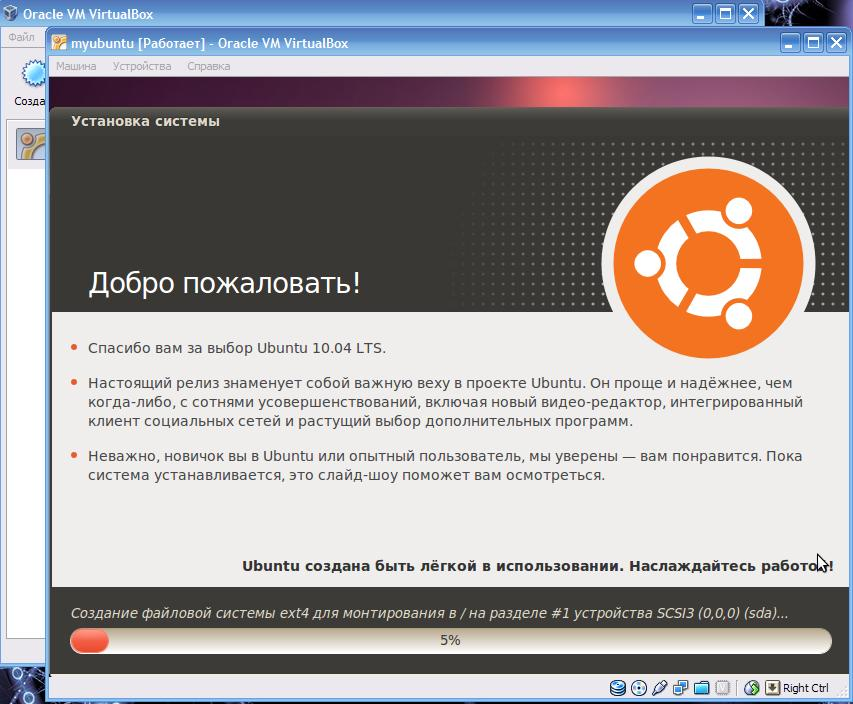 Oracle VM VirtualBox
Файл
myubuntu [Работает] - Oracle VM VirtualBox
Машина Устройства Справка
Установка системы
Добро пожаловать!
Спасибо вам за выбор Ubuntu 10.04 LTS.
Настоящий релиз знаменует собой важную веху в проекте Ubuntu. Он проще и надёжнее, чем
когда-либо, с сотнями усовершенствований, включая новый видео-редактор, интегрированный
клиент социальных сетей и растущий выбор дополнительных программ.
Неважно, новичок вы в Ubuntu или опытный пользователь, мы уверены — вам понравится. Пока
система устанавливается, это слайд-шоу поможет вам осмотреться.
Ubuntu создана быть лёгкой в использовании. Наслаждайтесь работой!
Создание файловой системы ext4 для монтирования в / на разделе #1 устройства SCSI3 (0,0,0) (sda)...
5%
Right Ctrl